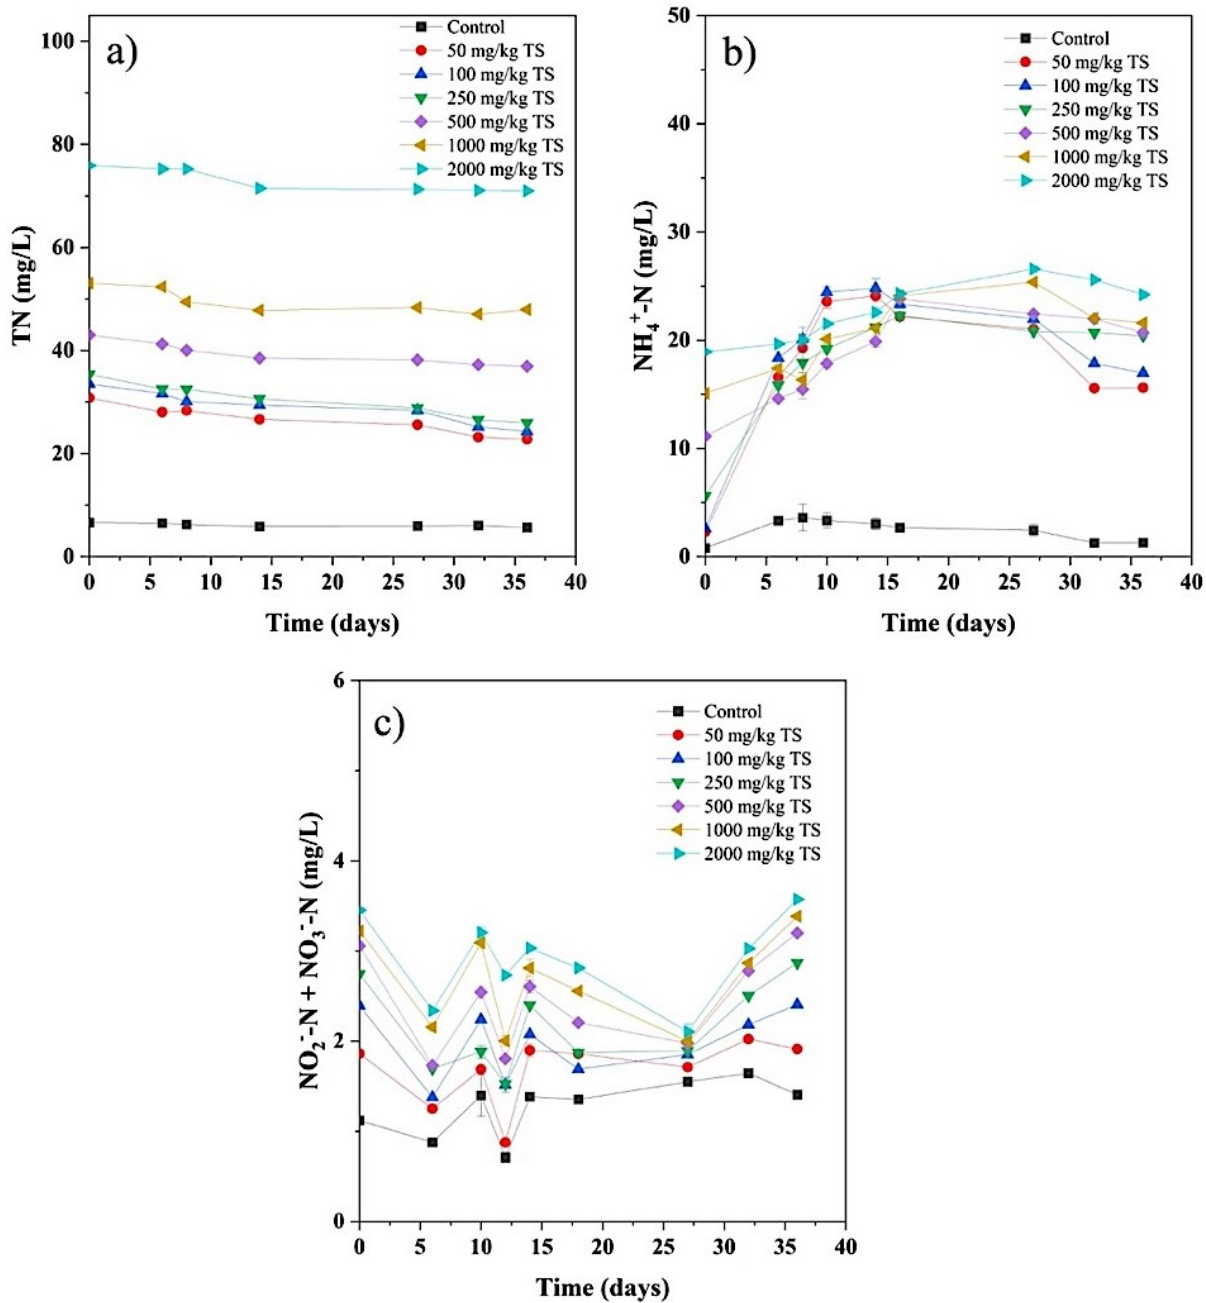 a)
TN (mg/L)
100
80
60
40
20
0
Control
50 mg/kg TS
100 mg/kg TS
250 mg/kg TS
500 mg/kg TS
1000 mg/kg TS
2000 mg/kg TS
0 5 10 15 20 25 30 35 40
Time (days)
b)
NH₄⁺-N (mg/L)
50
40
30
20
10
0
Control
50 mg/kg TS
100 mg/kg TS
250 mg/kg TS
500 mg/kg TS
1000 mg/kg TS
2000 mg/kg TS
0 5 10 15 20 25 30 35 40
Time (days)
c)
NO₂⁻-N + NO₃⁻-N (mg/L)
6
4
2
0
Control
50 mg/kg TS
100 mg/kg TS
250 mg/kg TS
500 mg/kg TS
1000 mg/kg TS
2000 mg/kg TS
0 5 10 15 20 25 30 35 40
Time (days)